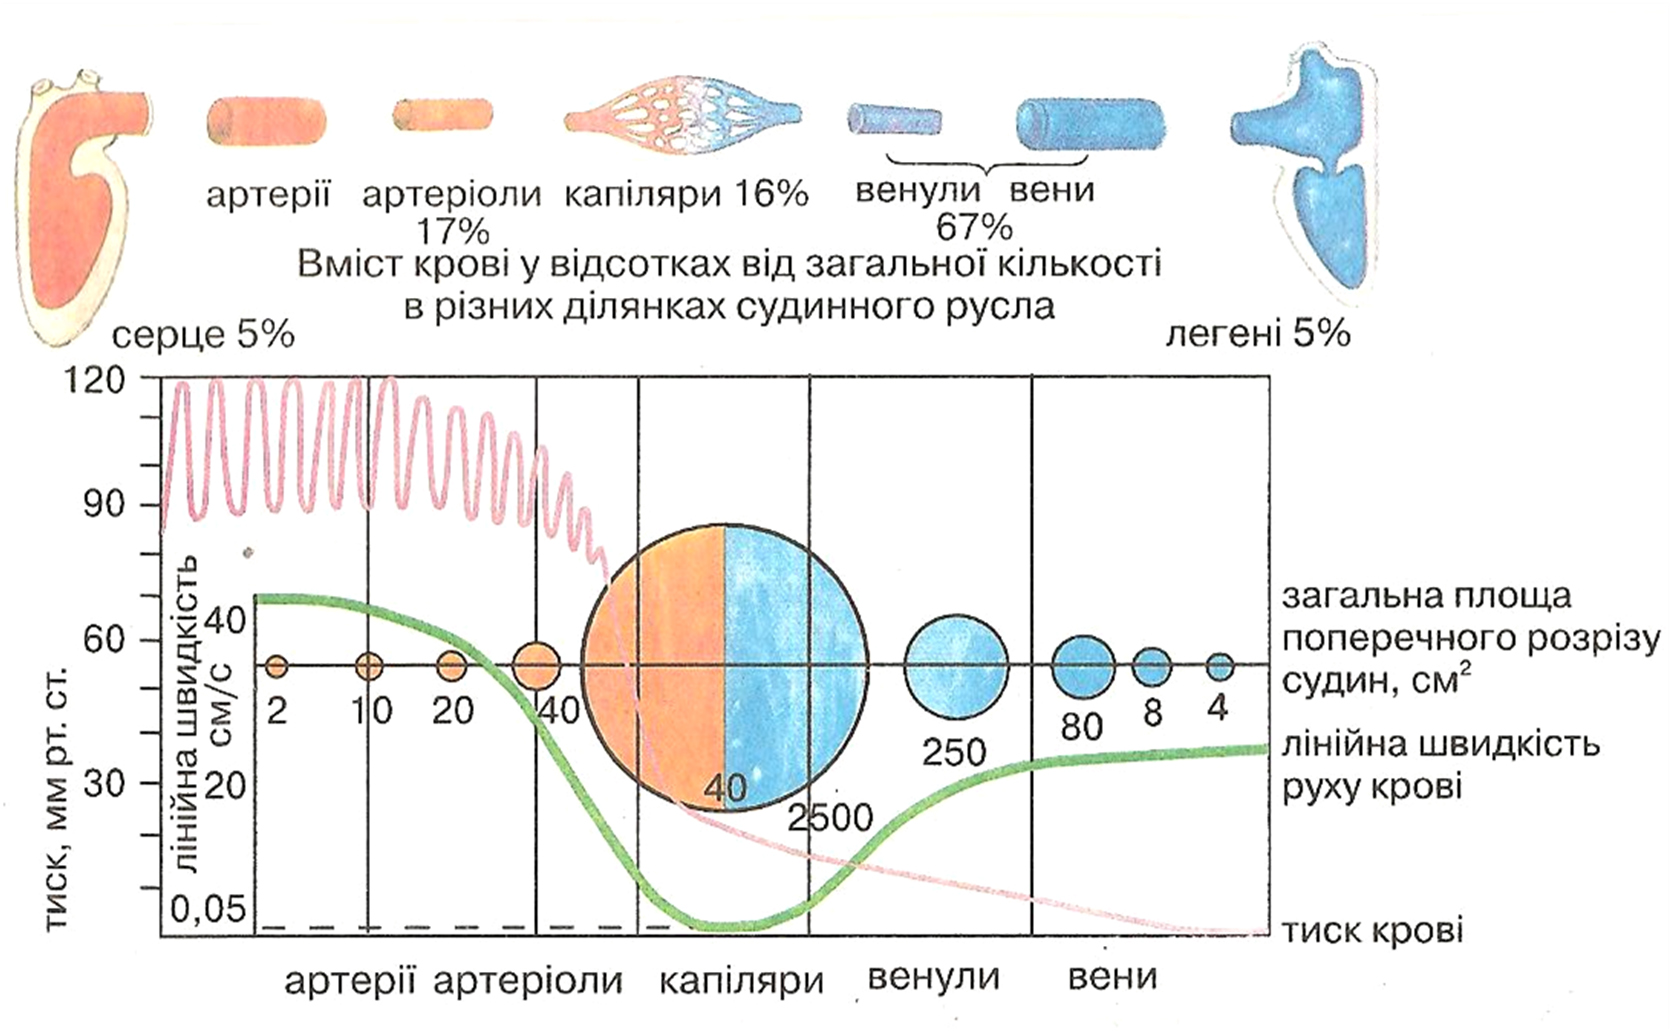 артерії артеріоли капіляри 16% венули вени
17% 67%
Вміст крові у відсотках від загальної кількості
в різних ділянках судинного русла
серце 5% легені 5%
120
90
60
30
тиск, мм рт. ст.
лінійна швидкість
см/с
40
20
0,05
2 10 20 40 40 2500 250 80 8 4
загальна площа
поперечного розрізу
судин, см²
лінійна швидкість
руху крові
тиск крові
артерії артеріоли капіляри венули вени